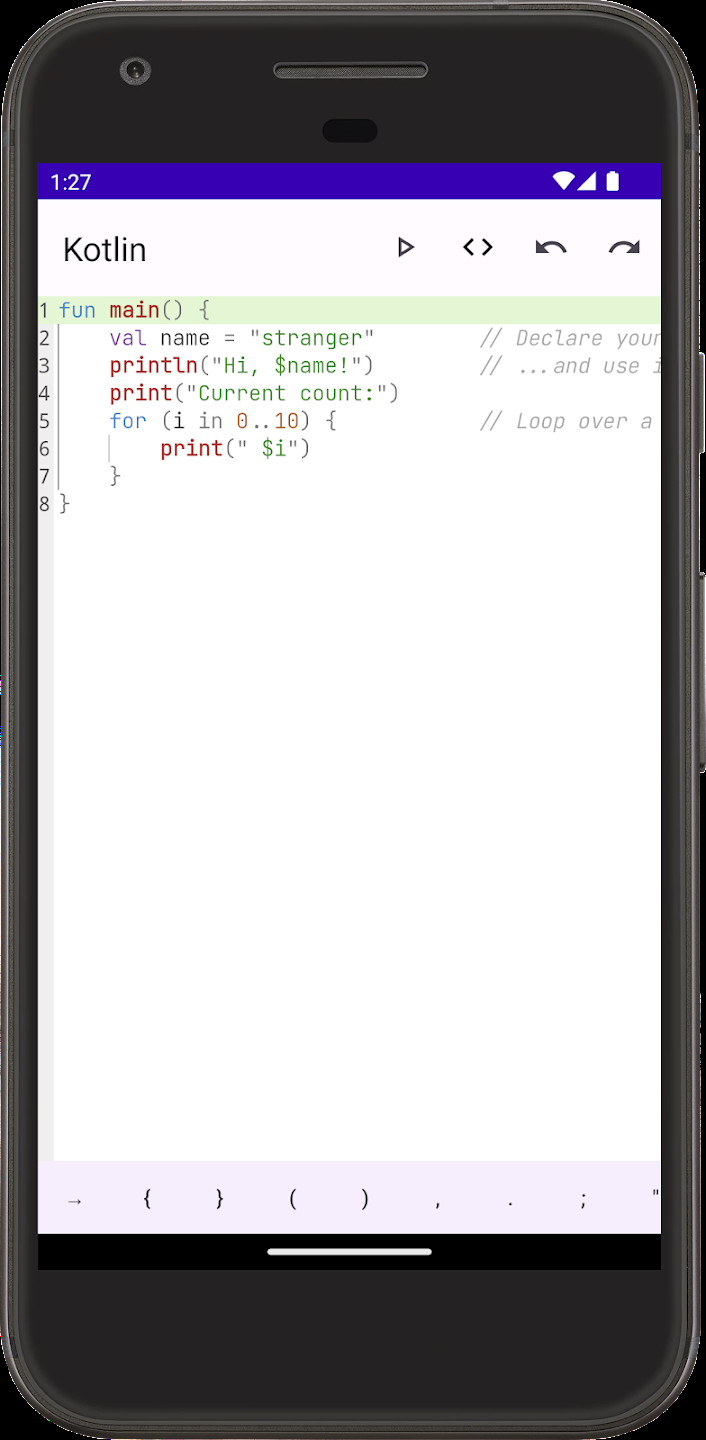 1:27
Kotlin
1 fun main() {
2     val name = "stranger"        // Declare your
3     println("Hi, $name!")        // ...and use
4     print("Current count:")
5     for (i in 0..10) {           // Loop over a
6         print(" $i")
7     }
8 }
→ { } ( ) , . ; "